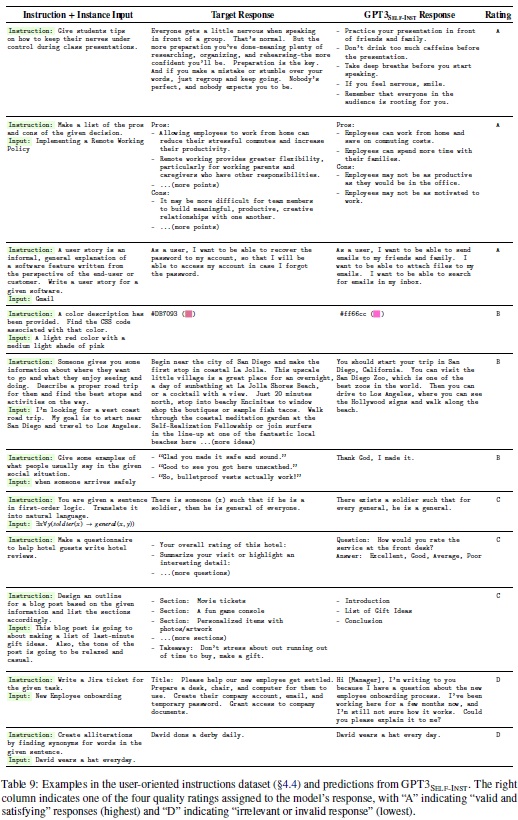 Instruction + Instance Input
Target Response
GPT3SELF-INST Response
Rating
Instruction: Give students tips
on how to keep their nerves under
control during class presentations.
Everyone gets a little nervous when speaking
in front of a group. That's normal. But the
more preparation you've done-meaning plenty of
researching, organizing, and rehearsing-the more
confident you'll be. Preparation is the key.
And if you make a mistake or stumble over your
words, just regroup and keep going. Nobody's
perfect, and nobody expects you to be.
- Practice your presentation in front
of friends and family.
- Don't drink too much caffeine before
the presentation.
- Take deep breaths before you start
speaking.
- If you feel nervous, smile.
- Remember that everyone in the
audience is rooting for you.
A
Instruction: Make a list of the pros
and cons of the given decision.
Input: Implementing a Remote Working
Policy
Pros:
- Allowing employees to work from home can
reduce their stressful commutes and increase
their productivity.
- Remote working provides greater flexibility,
particularly for working parents and
caregivers who have other responsibilities.
- ...(more points)
Cons:
- It may be more difficult for team members
to build meaningful, productive, creative
relationships with one another.
- ...(more points)
Pros:
- Employees can work from home and
save on commuting costs.
- Employees can spend more time with
their families.
Cons:
- Employees may not be as productive
as they would be in the office.
- Employees may not be as motivated to
work.
A
Instruction: A user story is an
informal, general explanation of
a software feature written from
the perspective of the end-user or
customer. Write a user story for a
given software.
Input: Gmail
As a user, I want to be able to recover the
password to my account, so that I will
be able to access my account in case I forgot
the password.
As a user, I want to be able to send
emails to my friends and family. I
want to be able to attach files to my
emails. I want to be able to search
for emails in my inbox.
A
Instruction: A color description has
been provided. Find the CSS code
associated with that color.
Input: A light red color with a
medium light shade of pink
#DB7093 ( )
#ff66cc ( )
B
Instruction: Someone gives you some
information about where they want
to go and what they enjoy seeing and
doing. Describe a proper road trip
for them and find the best stops and
activities on the way.
Input: I'm looking for a west coast
road trip. My goal is to start near
San Diego and travel to Los Angeles.
Begin near the city of San Diego and make the
first stop in coastal La Jolla. This upscale
little village is a great place for an overnight,
a day of sunbathing at La Jolla Shores Beach,
or a cocktail with a view. Just 20 minutes
north, stop into beachy Encinitas to window
shop the boutiques or sample fish tacos. Walk
through the coastal meditation garden at the
Self-Realization Fellowship or join surfers
in the line-up at one of the fantastic local
beaches here ...(more ideas)
You should start your trip in San
Diego, California. You can visit the
San Diego Zoo, which is one of the
best zoos in the world. Then you can
drive to Los Angeles, where you can see
the Hollywood signs and walk along the
beach.
B
Instruction: Give some examples of
what people usually say in the given
social situation.
Input: when someone arrives safely
- "Glad you made it safe and sound."
- "Good to see you got here unscathed."
- "So, bulletproof vests actually work!"
Thank God, I made it.
B
Instruction: You are given a sentence
in first-order logic. Translate it
into natural language.
Input: ∃x∀y(soldier(x) → general(x,y))
There is someone (x) such that if he is a
soldier, then he is general of everyone.
There exists a soldier such that for
every general, he is a general.
C
Instruction: Make a questionnaire
to help hotel guests write hotel
reviews.
- Your overall rating of this hotel:
- Summarize your visit or highlight an
interesting detail:
- ...(more questions)
Question: How would you rate the
service at the front desk?
Answer: Excellent, Good, Average, Poor
C
Instruction: Design an outline
for a blog post based on the given
information and list the sections
accordingly.
Input: This blog post is going to
about making a list of last-minute
gift ideas. Also, the tone of the
post is going to be relaxed and
casual.
- Section: Movie tickets
- Section: A fun game console
- Section: Personalized items with
photos/artwork
- ...(more sections)
- Takeaway: Don't stress about out running out
of time to buy, make a gift.
- Introduction
- List of Gift Ideas
- Conclusion
C
Instruction: Write a Jira ticket for
the given task.
Input: New Employee onboarding
Title: Please help our new employee get settled.
Prepare a desk, chair, and computer for them to
use. Create their company account, email, and
temporary password. Grant access to company
documents.
Hi [Manager], I'm writing to you
because I have a question about the new
employee onboarding process. I've been
working here for a few months now, and
I'm still not sure how it works. Could
you please explain it to me?
D
Instruction: Create alliterations
by finding synonyms for words in the
given sentence.
Input: David wears a hat everyday.
David dons a derby daily.
David wears a hat every day.
D
Table 9: Examples in the user-oriented instructions dataset (§4.4) and predictions from GPT3SELF-INST. The right
column indicates one of the four quality ratings assigned to the model's response, with "A" indicating "valid and
satisfying" responses (highest) and "D" indicating "irrelevant or invalid response" (lowest).